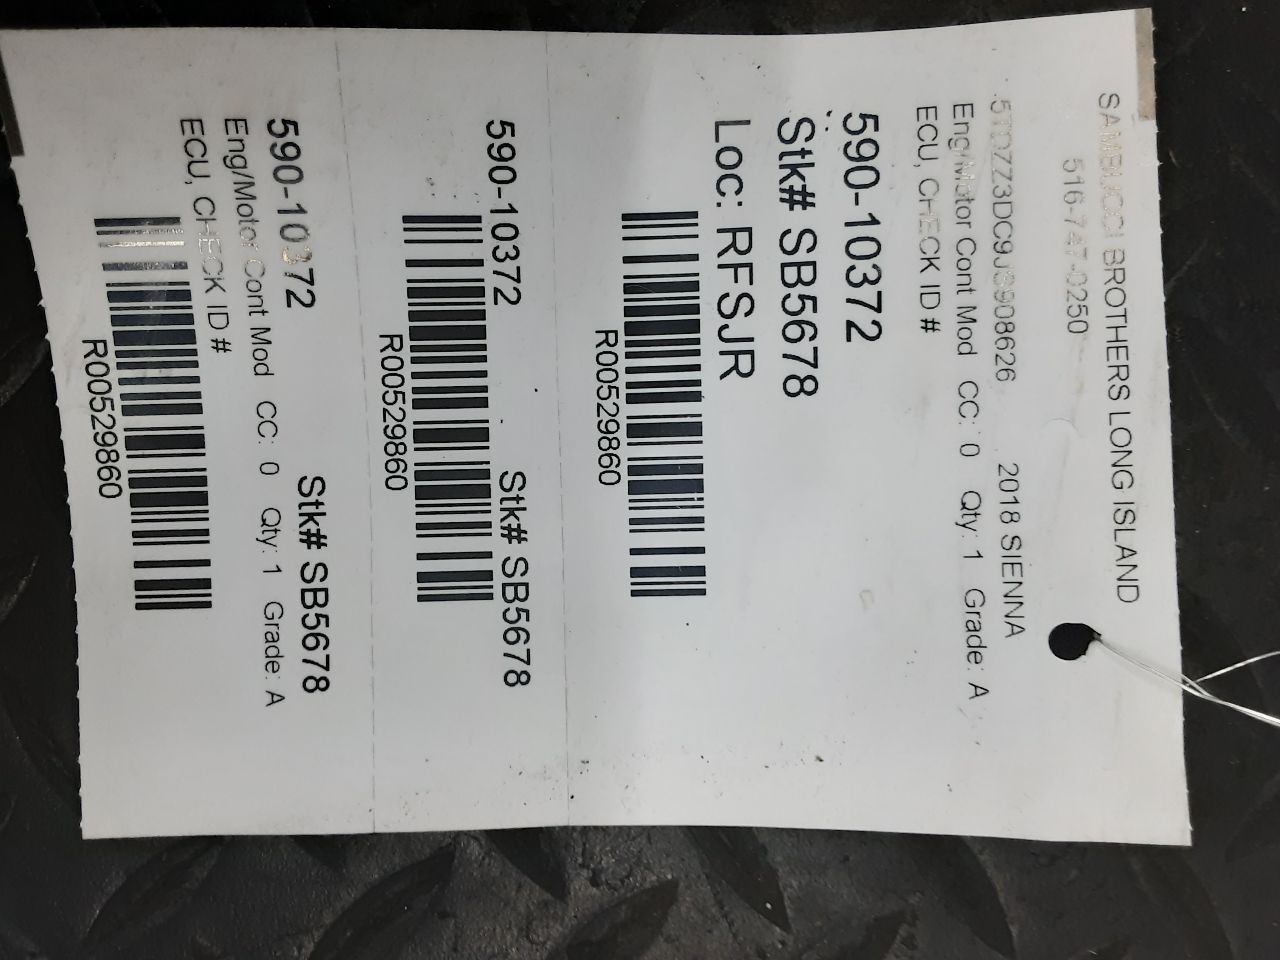 SAMBUCCI BROTHERS LONG ISLAND
516-747-0250
5TDZZ3DC9JS908626 2018 SIENNA
Eng/Motor Cont Mod CC: 0 Qty: 1 Grade: A
ECU, CHECK ID #
590-10372
Stk# SB5678
Loc: RFSJR
R00529860
590-10372 Stk# SB5678
R00529860
590-10372 Stk# SB5678
Eng/Motor Cont Mod CC: 0 Qty: 1 Grade: A
ECU, CHECK ID #
R00529860